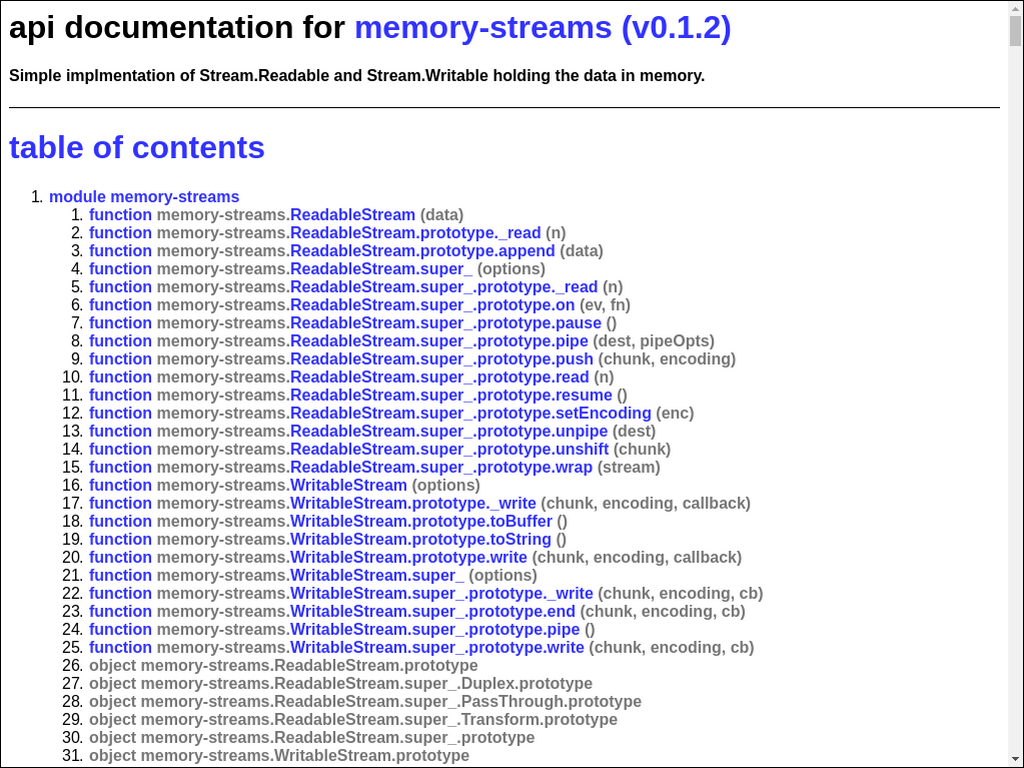 api documentation for memory-streams (v0.1.2)
Simple implmentation of Stream.Readable and Stream.Writable holding the data in memory.
table of contents
1. module memory-streams
1. function memory-streams.ReadableStream (data)
2. function memory-streams.ReadableStream.prototype._read (n)
3. function memory-streams.ReadableStream.prototype.append (data)
4. function memory-streams.ReadableStream.super_ (options)
5. function memory-streams.ReadableStream.super_.prototype._read (n)
6. function memory-streams.ReadableStream.super_.prototype.on (ev, fn)
7. function memory-streams.ReadableStream.super_.prototype.pause ()
8. function memory-streams.ReadableStream.super_.prototype.pipe (dest, pipeOpts)
9. function memory-streams.ReadableStream.super_.prototype.push (chunk, encoding)
10. function memory-streams.ReadableStream.super_.prototype.read (n)
11. function memory-streams.ReadableStream.super_.prototype.resume ()
12. function memory-streams.ReadableStream.super_.prototype.setEncoding (enc)
13. function memory-streams.ReadableStream.super_.prototype.unpipe (dest)
14. function memory-streams.ReadableStream.super_.prototype.unshift (chunk)
15. function memory-streams.ReadableStream.super_.prototype.wrap (stream)
16. function memory-streams.WritableStream (options)
17. function memory-streams.WritableStream.prototype._write (chunk, encoding, callback)
18. function memory-streams.WritableStream.prototype.toBuffer ()
19. function memory-streams.WritableStream.prototype.toString ()
20. function memory-streams.WritableStream.prototype.write (chunk, encoding, callback)
21. function memory-streams.WritableStream.super_ (options)
22. function memory-streams.WritableStream.super_.prototype._write (chunk, encoding, cb)
23. function memory-streams.WritableStream.super_.prototype.end (chunk, encoding, cb)
24. function memory-streams.WritableStream.super_.prototype.pipe ()
25. function memory-streams.WritableStream.super_.prototype.write (chunk, encoding, cb)
26. object memory-streams.ReadableStream.prototype
27. object memory-streams.ReadableStream.super_.Duplex.prototype
28. object memory-streams.ReadableStream.super_.PassThrough.prototype
29. object memory-streams.ReadableStream.super_.Transform.prototype
30. object memory-streams.ReadableStream.super_.prototype
31. object memory-streams.WritableStream.prototype